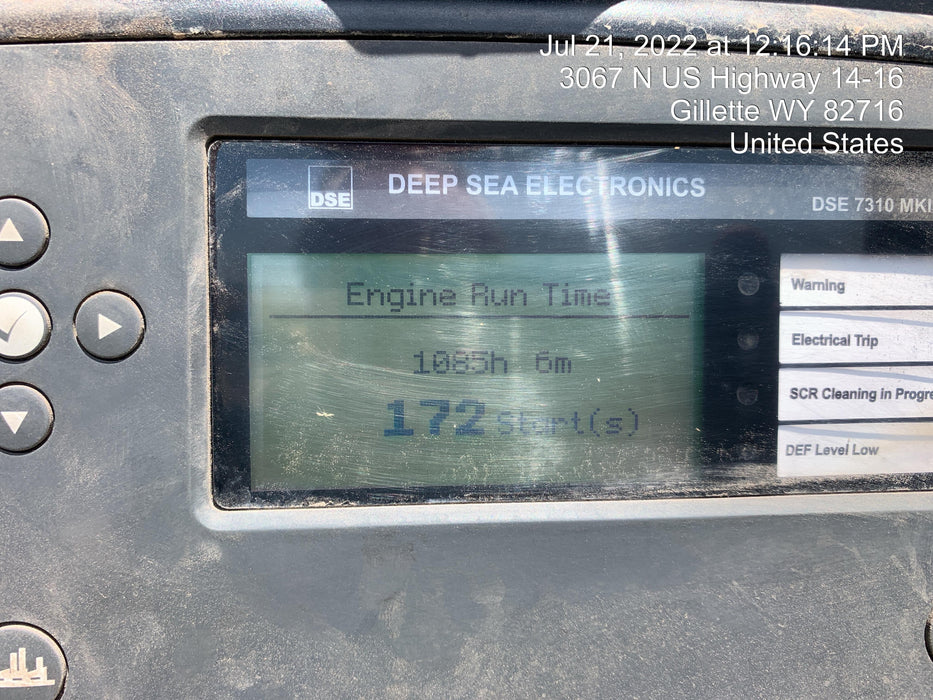 Jul 21, 2022 at 12:16:14 PM
3067 N US Highway 14-16
Gillette WY 82716
United States
DSE
DEEP SEA ELECTRONICS
DSE 7310 MKI
Engine Run Time
1085h 6m
172 Start(s)
Warning
Electrical Trip
SCR Cleaning in Progre
DEF Level Low